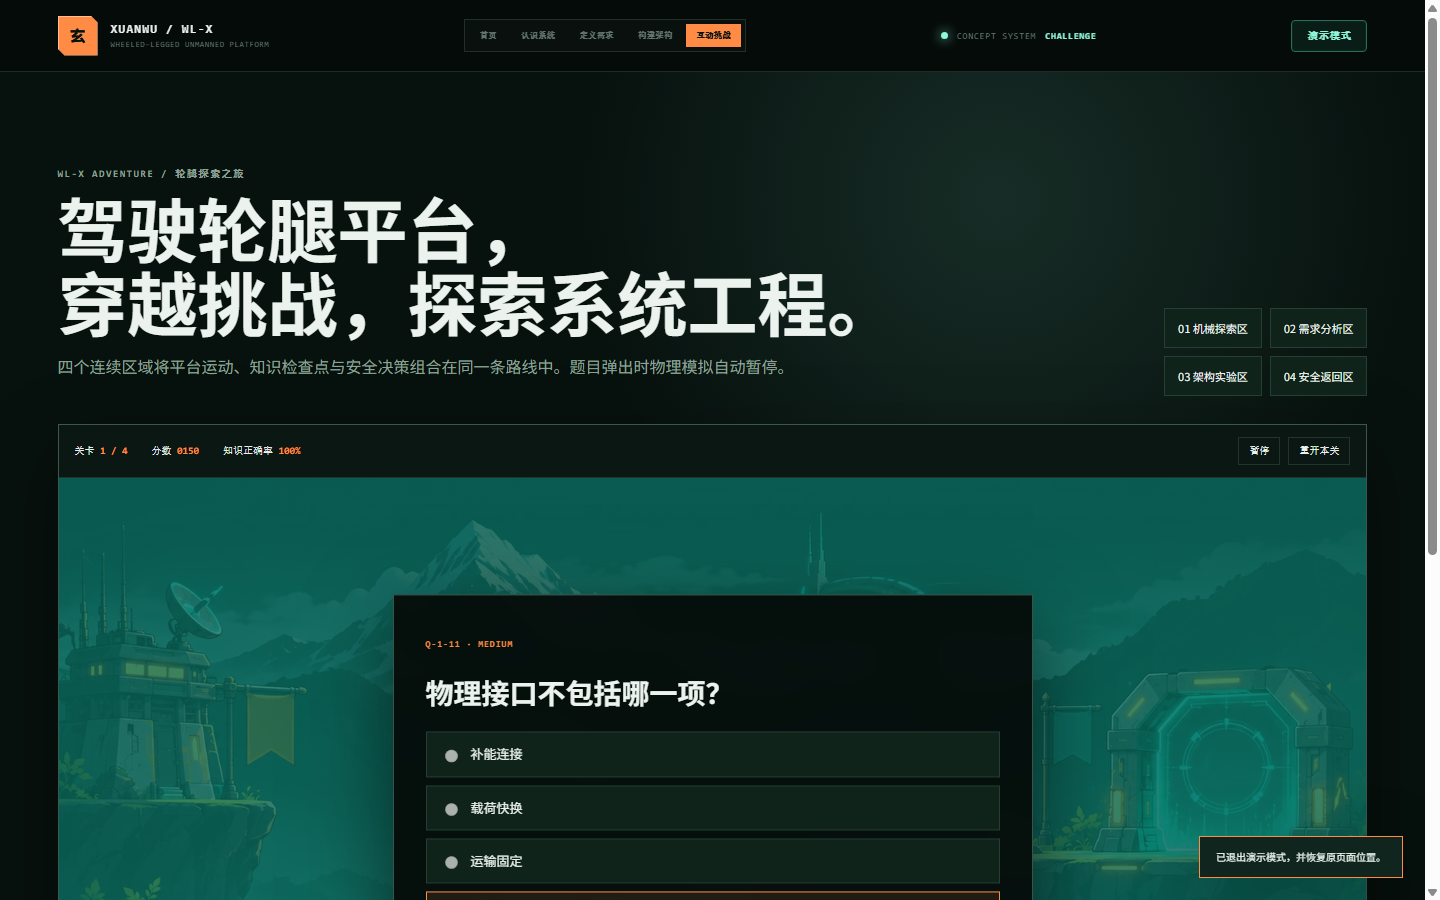 玄
XUANWU / WL-X
WHEELED-LEGGED UNMANNED PLATFORM
首页
认识系统
定义需求
构建架构
互动挑战
CONCEPT SYSTEM CHALLENGE
演示模式
WL-X ADVENTURE / 轮腿探索之旅
驾驶轮腿平台，
穿越挑战，探索系统工程。
四个连续区域将平台运动、知识检查点与安全决策组合在同一条路线中。题目弹出时物理模拟自动暂停。
01 机械探索区
02 需求分析区
03 架构实验区
04 安全返回区
关卡 1 / 4
分数 0150
知识正确率 100%
暂停
重开本关
Q-1-11 · MEDIUM
物理接口不包括哪一项？
补能连接
载荷快换
运输固定
已退出演示模式，并恢复原页面位置。